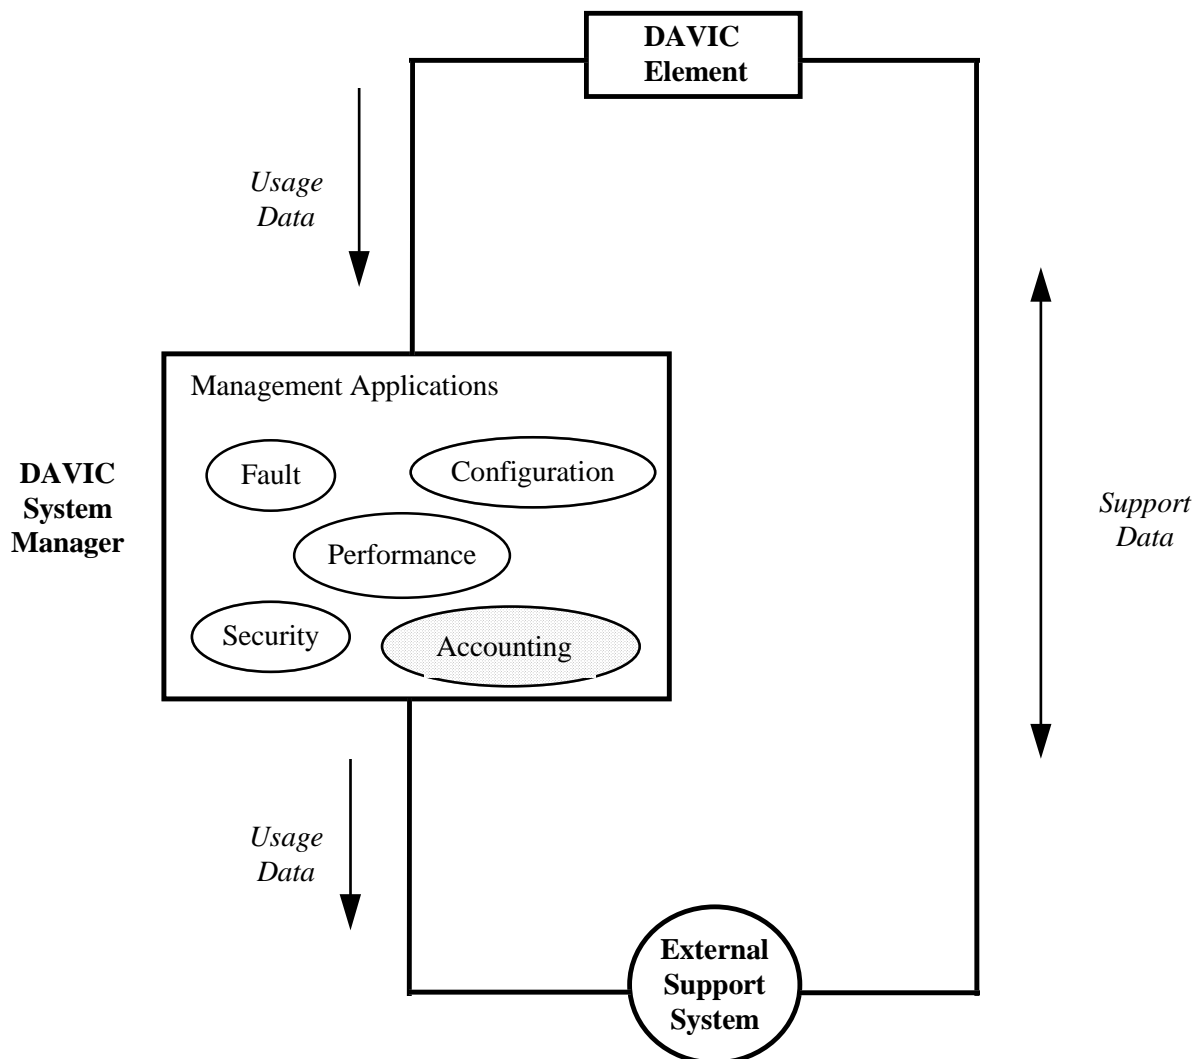 DAVIC
Element
Usage
Data
Management Applications
Fault
Configuration
DAVIC
System
Manager
Performance
Support
Data
Security
Accounting
Usage
Data
External
Support
System